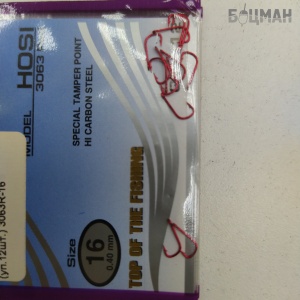 БОЦМАН
MODEL HOSI
3063
SPECIAL TAMPER POINT
HI CARBON STEEL
Size
16
0.40 mm
TOP OF THE FISHING
(уп.12шт.) 3063R-16